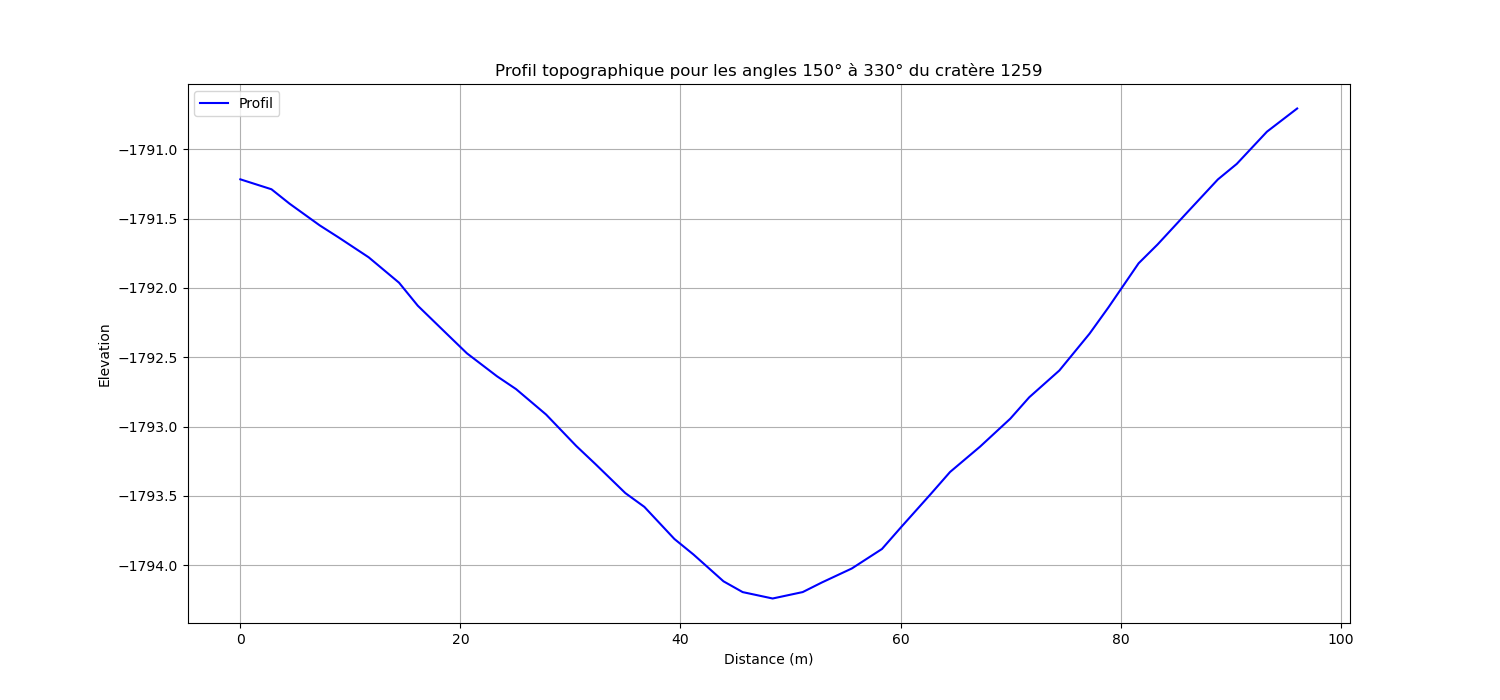 Profil topographique pour les angles 150° à 330° du cratère 1259
Profil
−1791.0
−1791.5
−1792.0
−1792.5
−1793.0
−1793.5
−1794.0
Elevation
0 20 40 60 80 100
Distance (m)